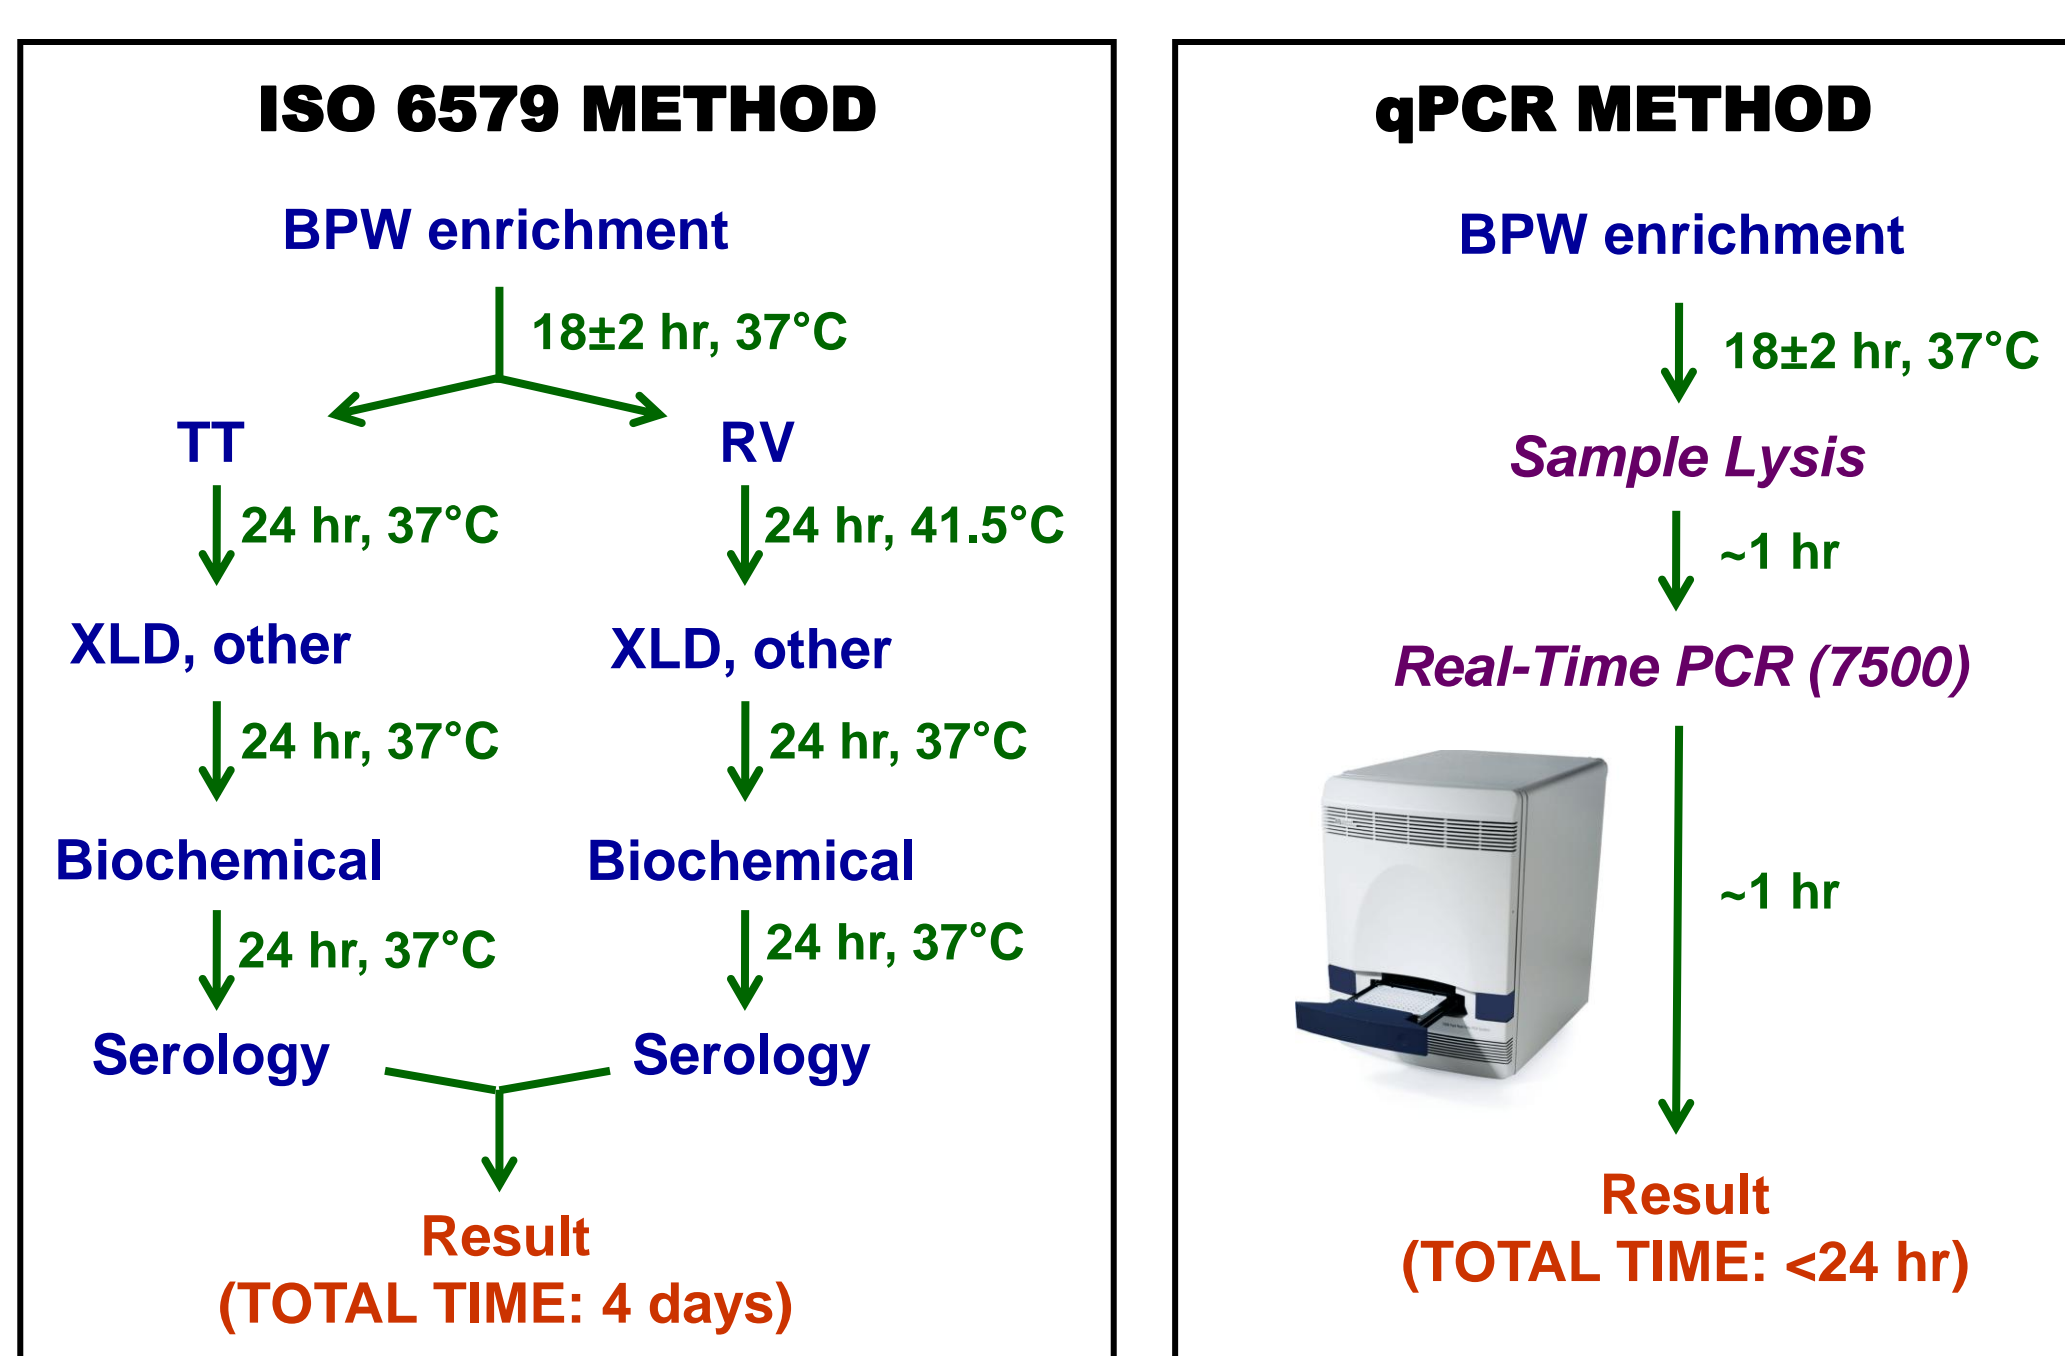 ISO 6579 METHOD
BPW enrichment
18±2 hr, 37°C
TT
RV
24 hr, 37°C
24 hr, 41.5°C
XLD, other
XLD, other
24 hr, 37°C
24 hr, 37°C
Biochemical
Biochemical
24 hr, 37°C
24 hr, 37°C
Serology
Serology
Result
(TOTAL TIME: 4 days)
qPCR METHOD
BPW enrichment
18±2 hr, 37°C
Sample Lysis
~1 hr
Real-Time PCR (7500)
~1 hr
Result
(TOTAL TIME: <24 hr)